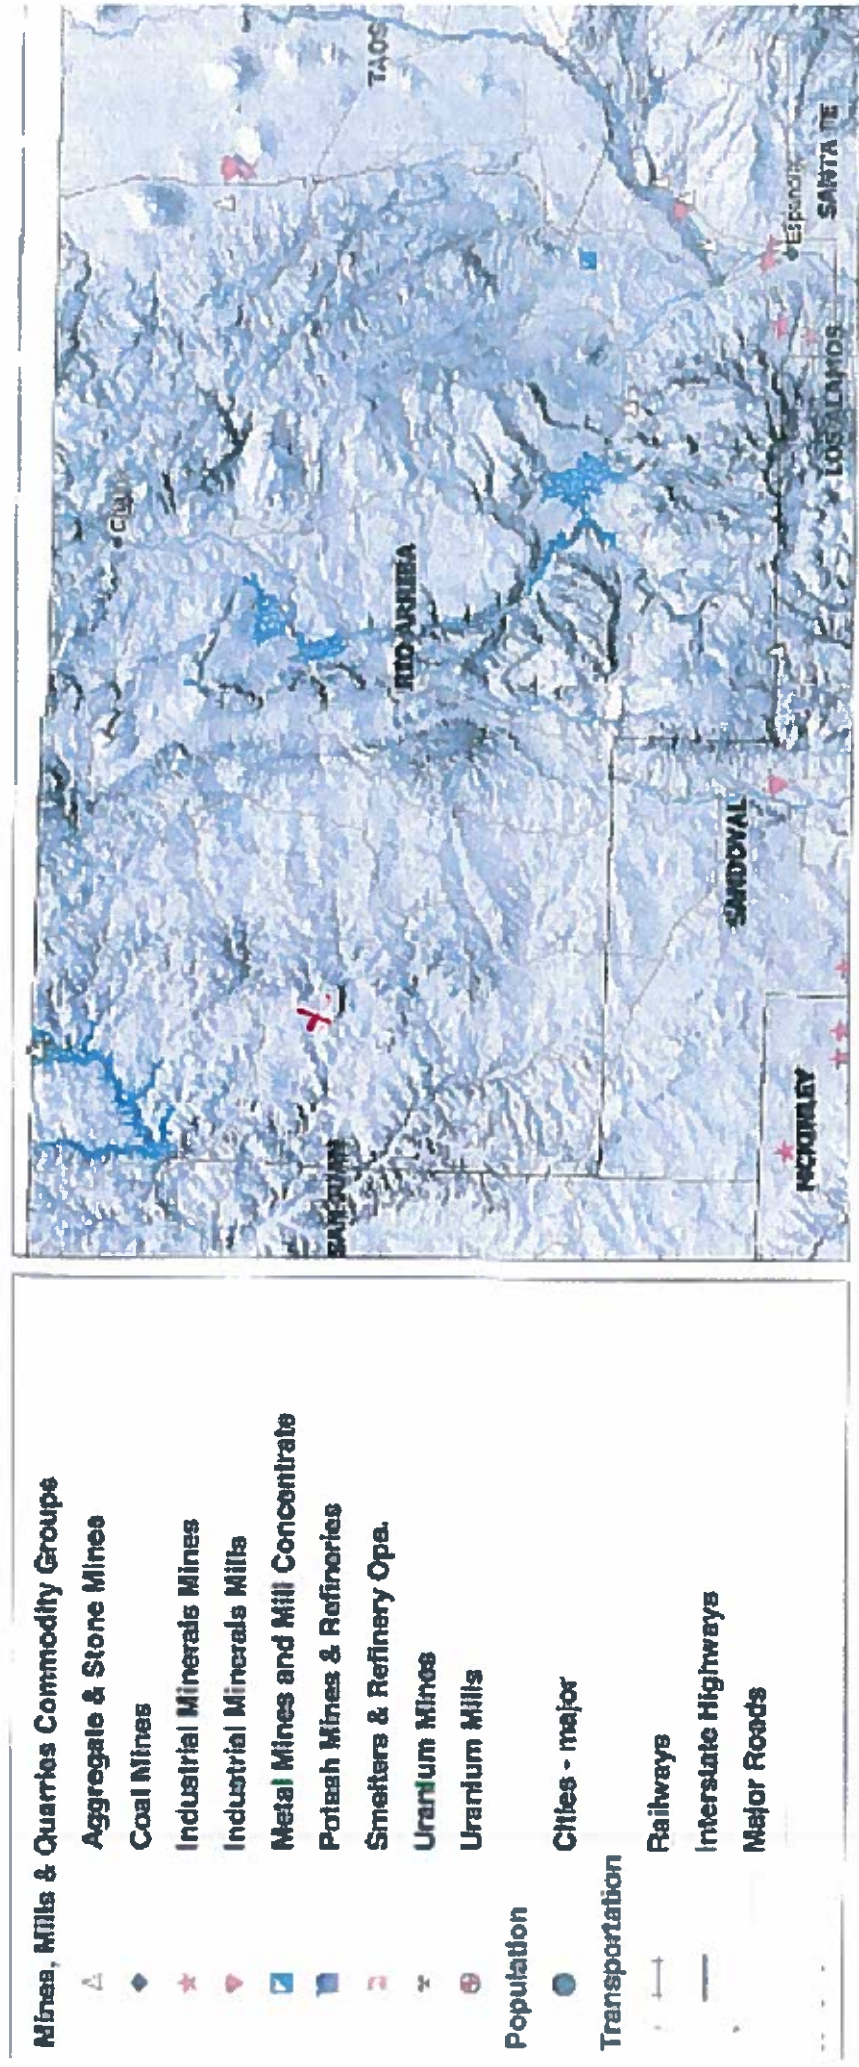 Mines, Mills & Quarries Commodity Groups
Aggregate & Stone Mines
Coal Mines
Industrial Minerals Mines
Industrial Minerals Mills
Metal Mines and Mill Concentrate
Potash Mines & Refineries
Smelters & Refinery Ops.
Uranium Mines
Uranium Mills
Population
Cities - major
Transportation
Railways
Interstate Highways
Major Roads
SAN JUAN
RIO ARRIBA
TAOS
SANDOVAL
MCKINLEY
LOS ALAMOS
SANTA FE